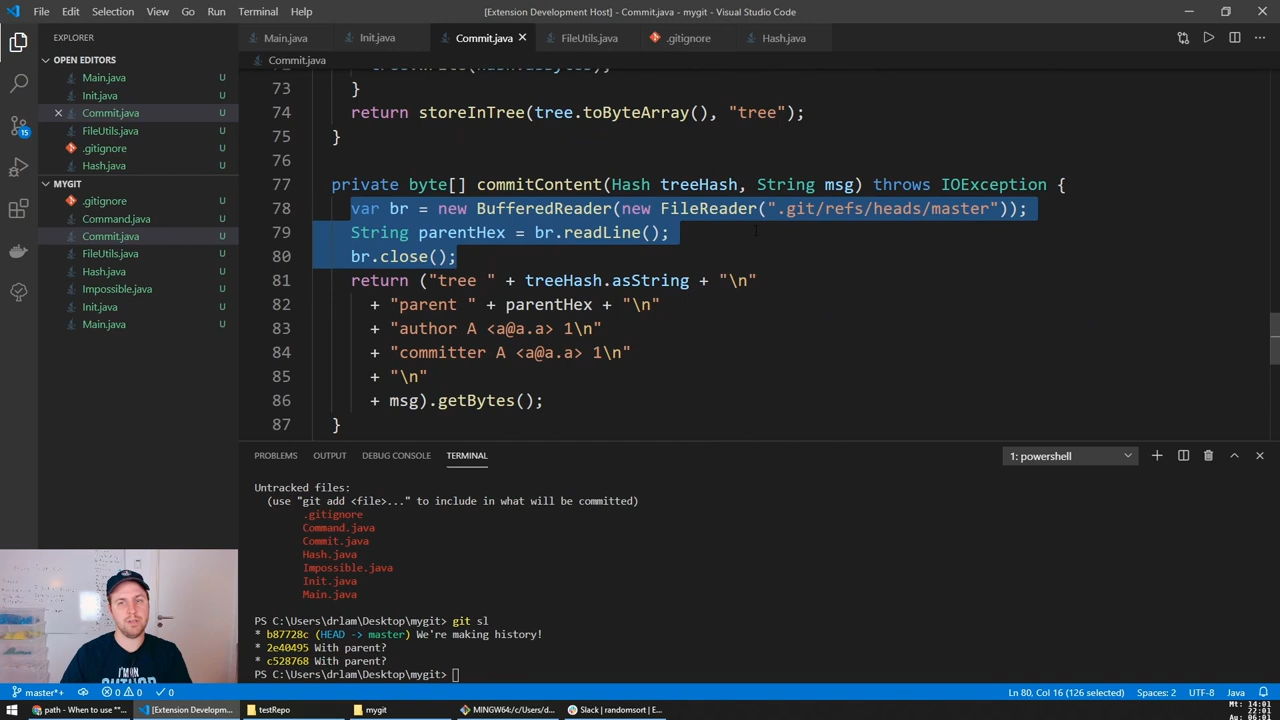 File Edit Selection View Go Run Terminal Help
[Extension Development Host] - Commit.java - mygit - Visual Studio Code
EXPLORER
Main.java
Init.java
Commit.java
FileUtils.java
.gitignore
Hash.java
OPEN EDITORS
Commit.java
Main.java U
Init.java U
Commit.java U
FileUtils.java U
.gitignore U
Hash.java U
MYGIT
.gitignore U
Command.java U
Commit.java U
FileUtils.java U
Hash.java U
Impossible.java U
Init.java U
Main.java U
15
73 }
74 return storeInTree(tree.toByteArray(), "tree");
75 }
76
77 private byte[] commitContent(Hash treeHash, String msg) throws IOException {
78 var br = new BufferedReader(new FileReader(".git/refs/heads/master"));
79 String parentHex = br.readLine();
80 br.close();
81 return ("tree " + treeHash.asString + "\n"
82 + "parent " + parentHex + "\n"
83 + "author A <a@a.a> 1\n"
84 + "committer A <a@a.a> 1\n"
85 + "\n"
86 + msg).getBytes();
87 }
PROBLEMS OUTPUT DEBUG CONSOLE TERMINAL
1: powershell
Untracked files:
(use "git add <file>..." to include in what will be committed)
.gitignore
Command.java
Commit.java
Hash.java
Impossible.java
Init.java
Main.java
PS C:\Users\drlam\Desktop\mygit> git sl
* b87728c (HEAD -> master) We're making history!
* 2e40495 With parent?
* c528768 With parent?
PS C:\Users\drlam\Desktop\mygit>
master*+ 0 0 0
Ln 80, Col 16 (126 selected) Spaces: 2 UTF-8 Java
path - When to use "*...
[Extension Developm...
testRepo
mygit
MINGW64:/c/Users/d...
Slack | randomsort | E...
Mt: 14:01
22:01